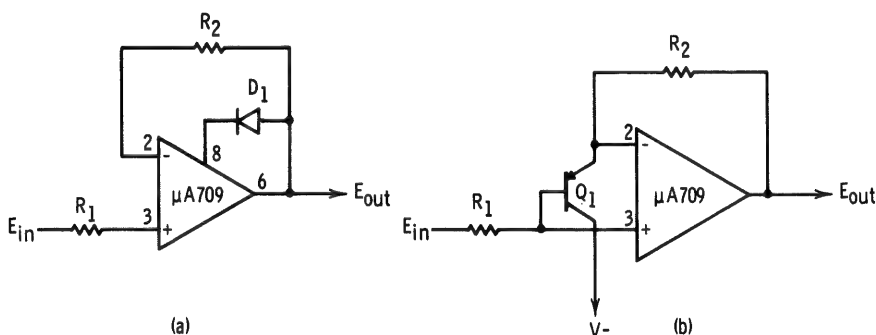 R2
D1
2
-
8
μA709
6
Eout
Ein
R1
3
+
(a)
R2
2
-
Q1
μA709
Eout
Ein
R1
3
+
V-
(b)